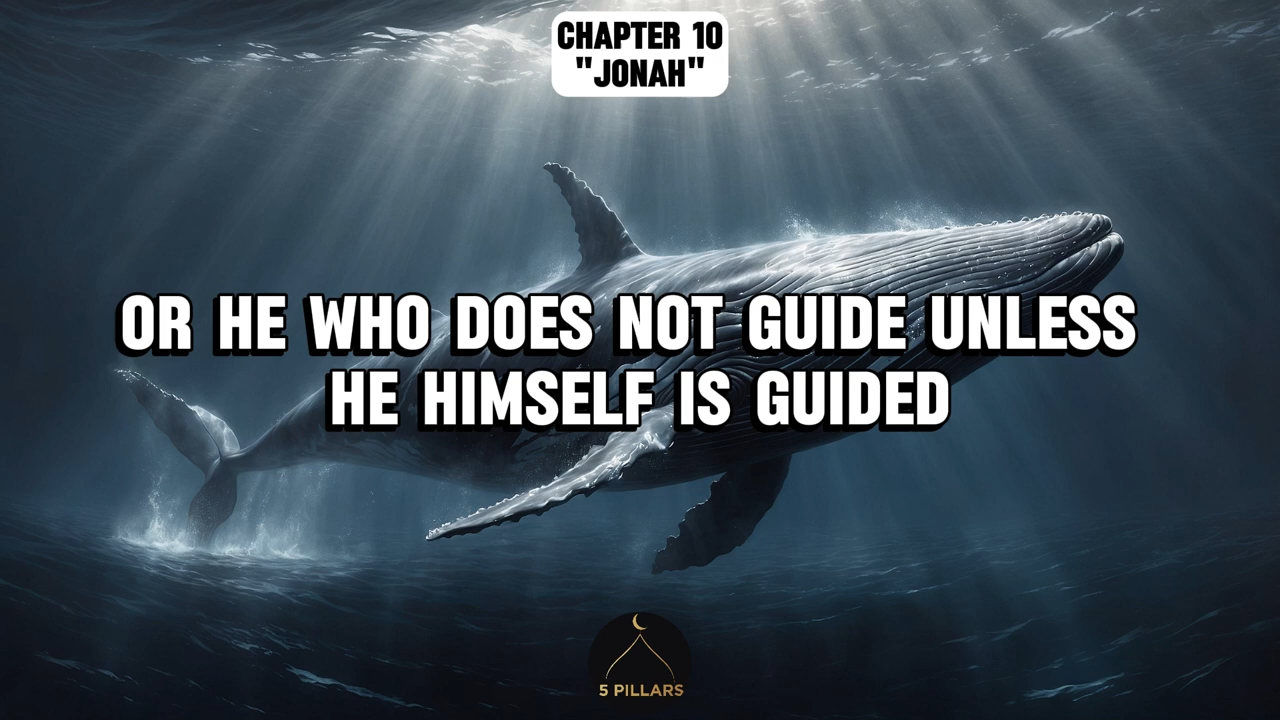 CHAPTER 10
"JONAH"
OR HE WHO DOES NOT GUIDE UNLESS
HE HIMSELF IS GUIDED
5 PILLARS